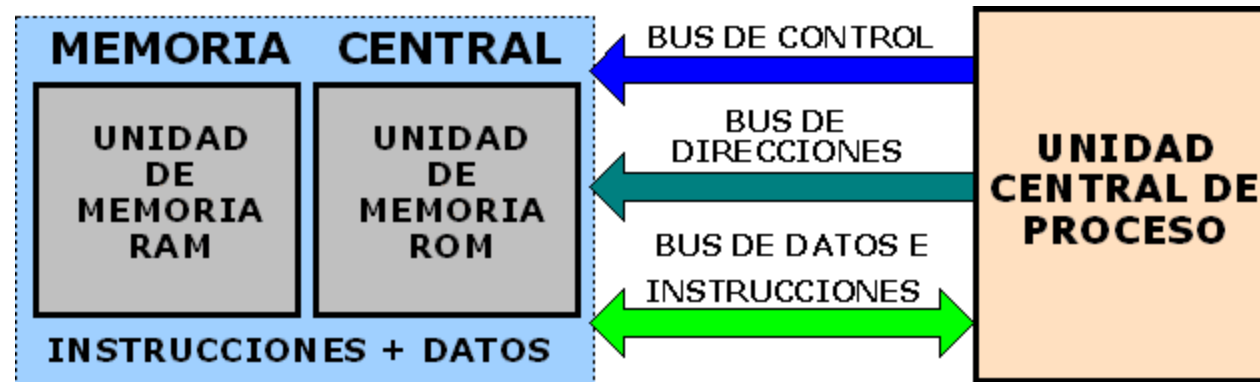 MEMORIA CENTRAL
UNIDAD
DE
MEMORIA
RAM
UNIDAD
DE
MEMORIA
ROM
INSTRUCCIONES + DATOS
BUS DE CONTROL
BUS DE
DIRECCIONES
BUS DE DATOS E
INSTRUCCIONES
UNIDAD
CENTRAL DE
PROCESO